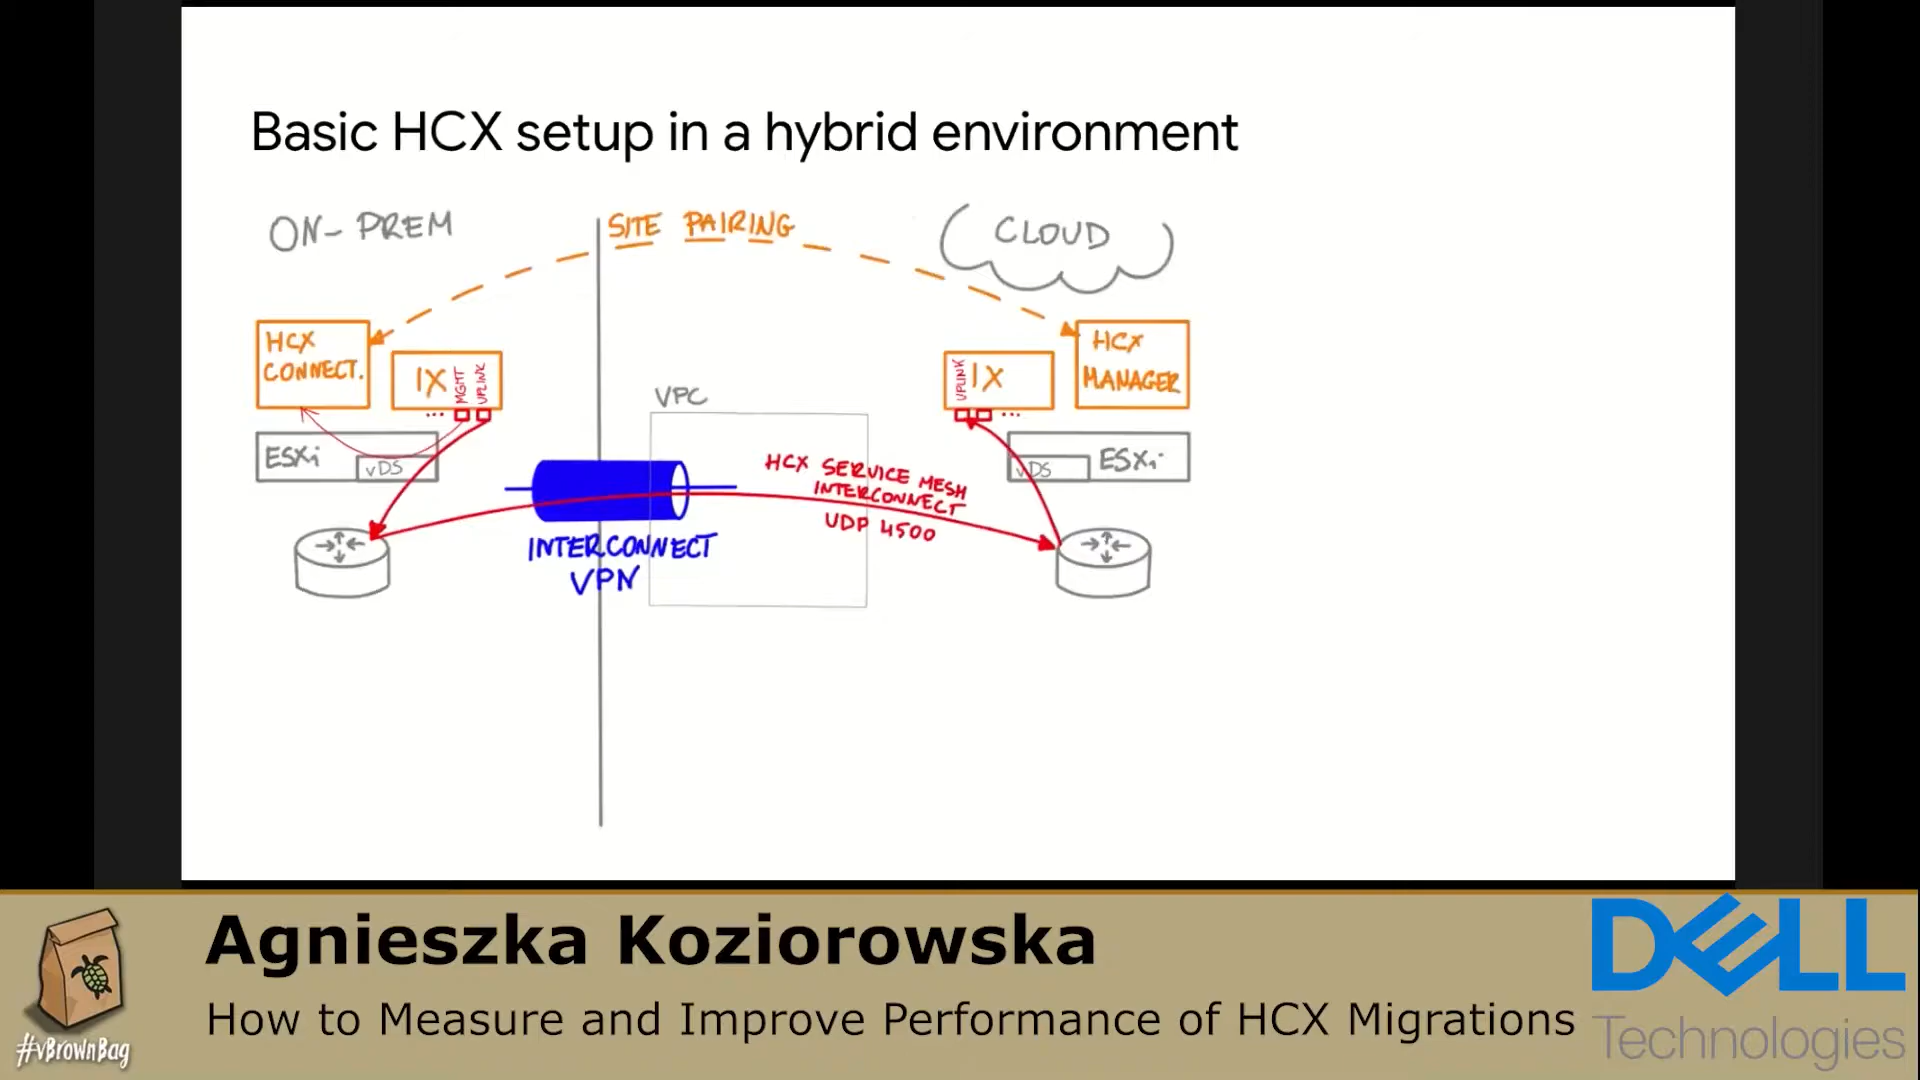 Basic HCX setup in a hybrid environment
ON-PREM
SITE PAIRING
CLOUD
HCX
CONNECT.
IX
MGMT
UPLINK
...
UPLINK
IX
...
HCX
MANAGER
VPC
ESXi
vDS
HCX SERVICE MESH
INTERCONNECT
UDP 4500
vDS
ESXi
INTERCONNECT
VPN
Agnieszka Koziorowska
How to Measure and Improve Performance of HCX Migrations
#vBrownBag
DELL
Technologies